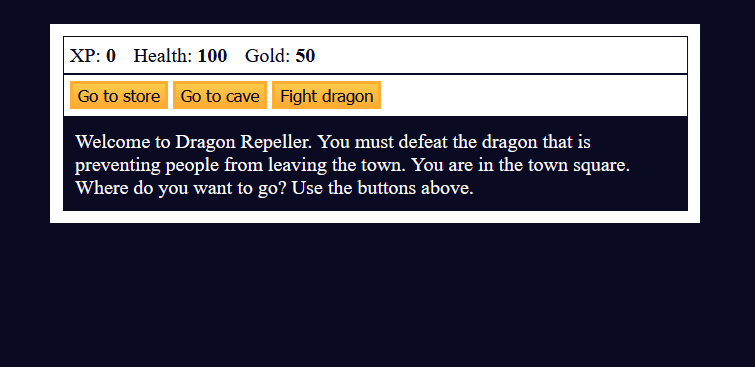 XP: 0 Health: 100 Gold: 50
Go to store Go to cave Fight dragon
Welcome to Dragon Repeller. You must defeat the dragon that is
preventing people from leaving the town. You are in the town square.
Where do you want to go? Use the buttons above.